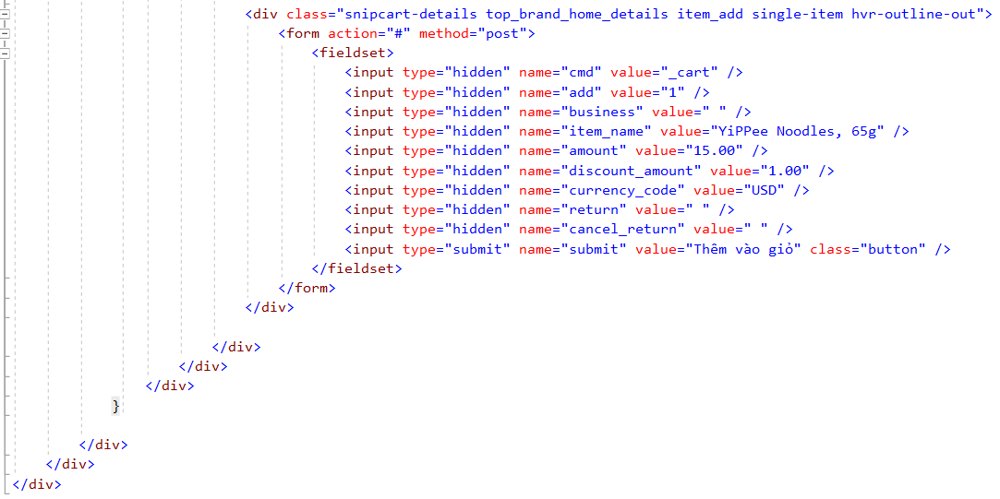 <div class="snipcart-details top_brand_home_details item_add single-item hvr-outline-out">
<form action="#" method="post">
<fieldset>
<input type="hidden" name="cmd" value="_cart" />
<input type="hidden" name="add" value="1" />
<input type="hidden" name="business" value=" " />
<input type="hidden" name="item_name" value="YiPPee Noodles, 65g" />
<input type="hidden" name="amount" value="15.00" />
<input type="hidden" name="discount_amount" value="1.00" />
<input type="hidden" name="currency_code" value="USD" />
<input type="hidden" name="return" value=" " />
<input type="hidden" name="cancel_return" value=" " />
<input type="submit" name="submit" value="Thêm vào giỏ" class="button" />
</fieldset>
</form>
</div>
</div>
</div>
</div>
}
</div>
</div>
</div>